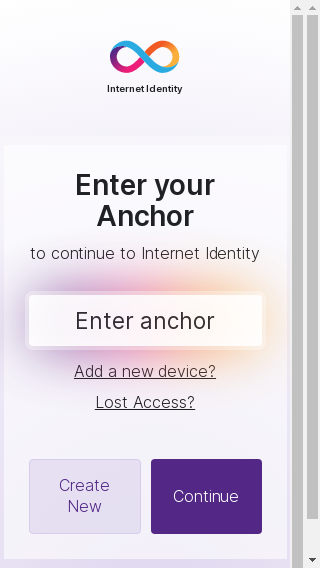 Internet Identity
Enter your
Anchor
to continue to Internet Identity
Enter anchor
Add a new device?
Lost Access?
Create
New
Continue